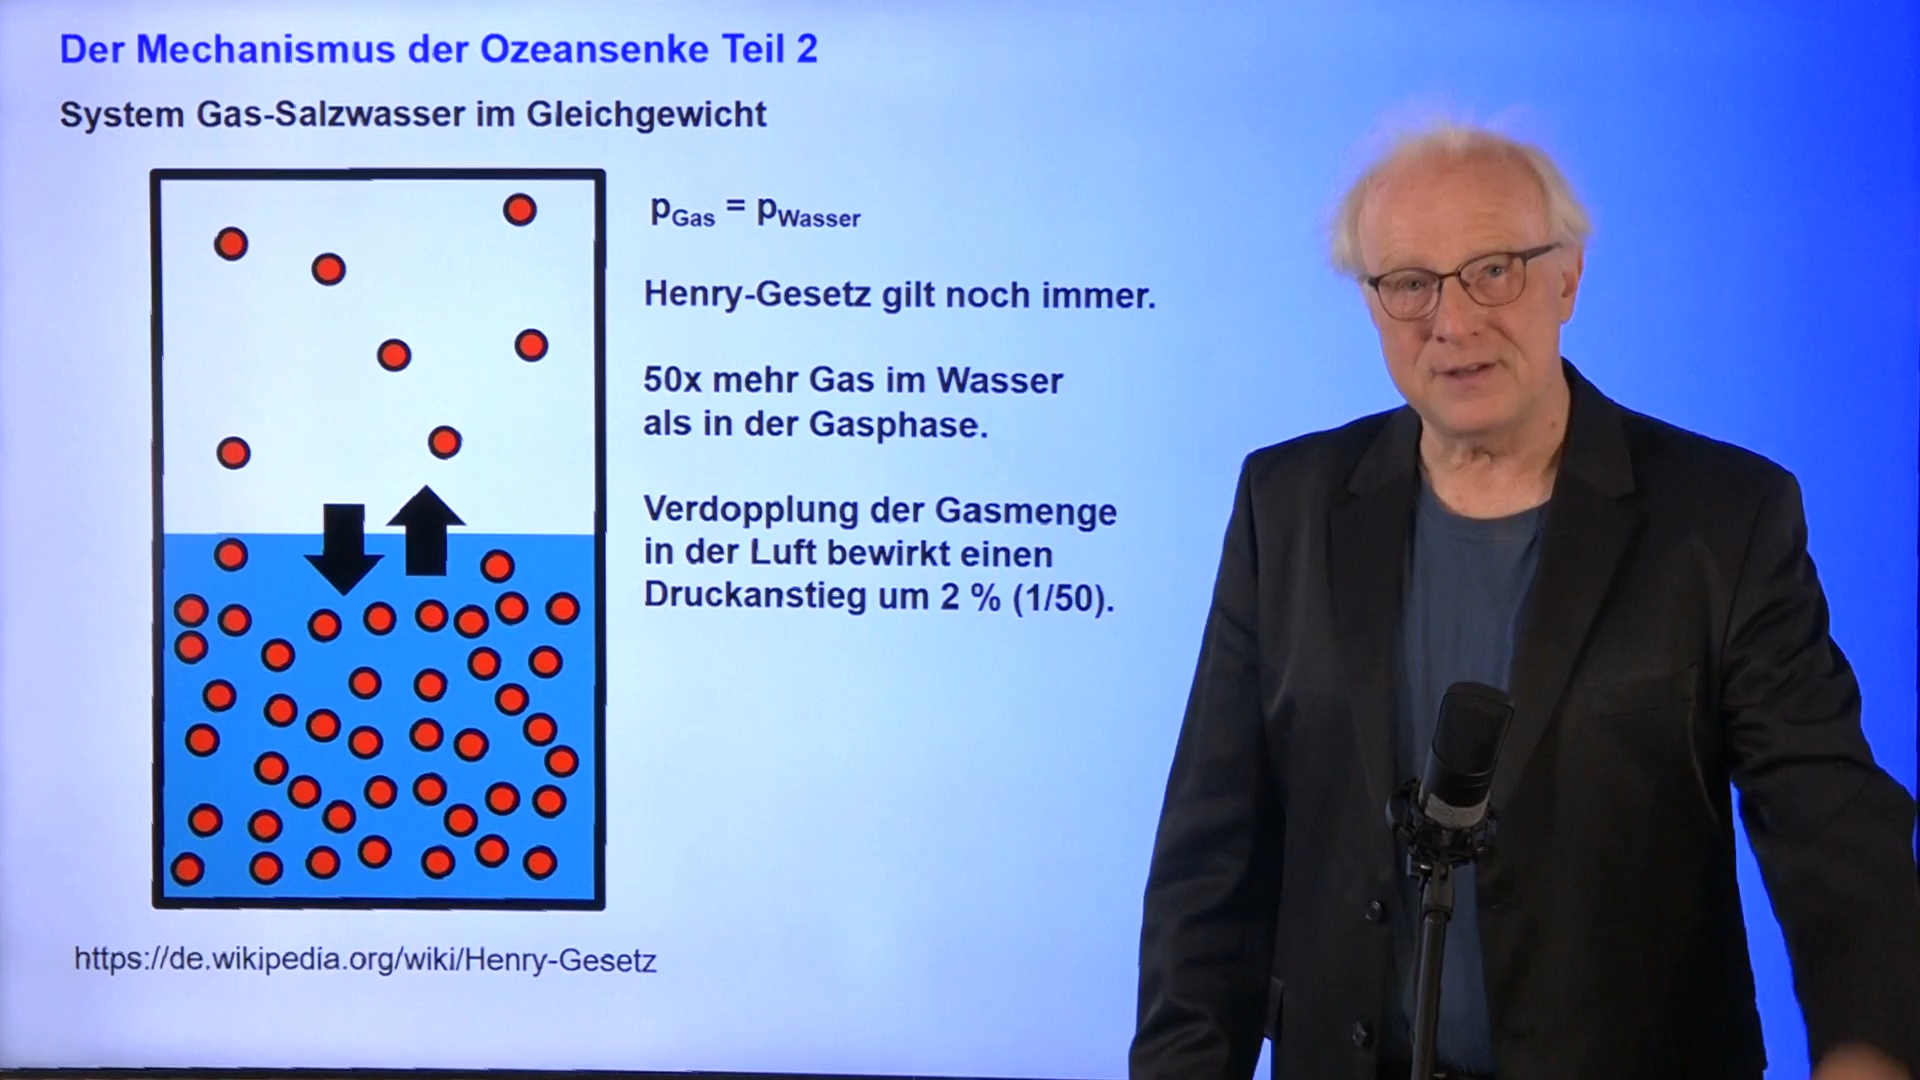 Der Mechanismus der Ozeansenke Teil 2
System Gas-Salzwasser im Gleichgewicht
pGas = pWasser
Henry-Gesetz gilt noch immer.
50x mehr Gas im Wasser
als in der Gasphase.
Verdopplung der Gasmenge
in der Luft bewirkt einen
Druckanstieg um 2 % (1/50).
https://de.wikipedia.org/wiki/Henry-Gesetz